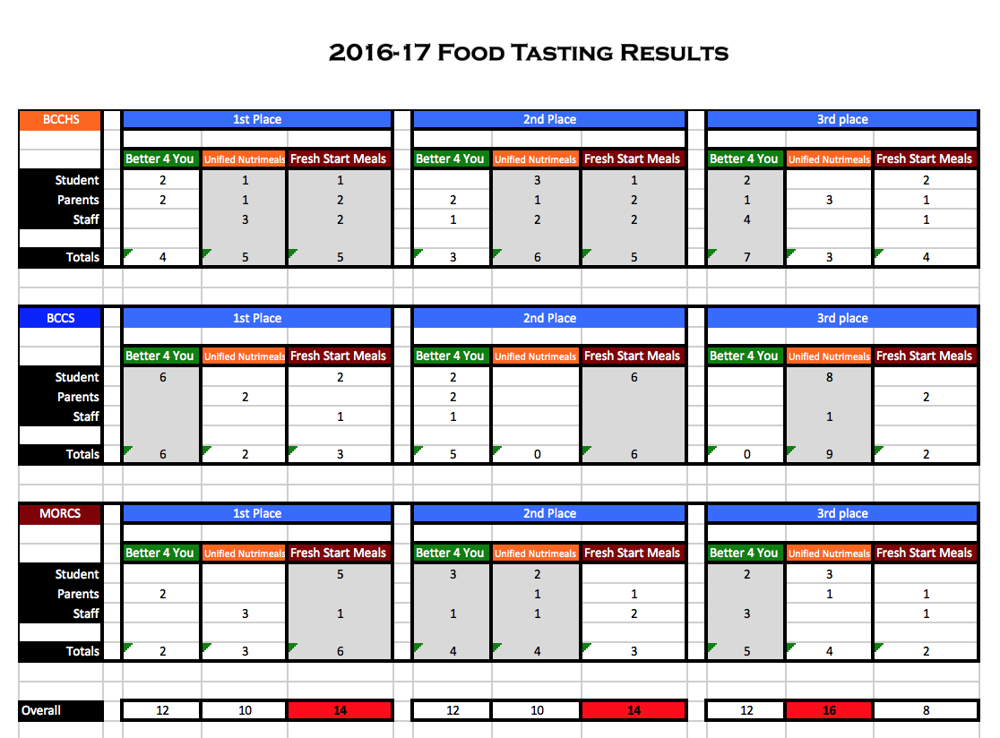 2016-17 Food Tasting Results
BCCHS 1st Place 2nd Place 3rd place
Better 4 You Unified Nutrimeals Fresh Start Meals Better 4 You Unified Nutrimeals Fresh Start Meals Better 4 You Unified Nutrimeals Fresh Start Meals
Student 2 1 1 3 1 2 2
Parents 2 1 2 2 1 2 1 3 1
Staff 3 2 1 2 2 4 1
Totals 4 5 5 3 6 5 7 3 4
BCCS 1st Place 2nd Place 3rd place
Better 4 You Unified Nutrimeals Fresh Start Meals Better 4 You Unified Nutrimeals Fresh Start Meals Better 4 You Unified Nutrimeals Fresh Start Meals
Student 6 2 2 6 8
Parents 2 2 2
Staff 1 1 1
Totals 6 2 3 5 0 6 0 9 2
MORCS 1st Place 2nd Place 3rd place
Better 4 You Unified Nutrimeals Fresh Start Meals Better 4 You Unified Nutrimeals Fresh Start Meals Better 4 You Unified Nutrimeals Fresh Start Meals
Student 5 3 2 2 3
Parents 2 1 1 1 1
Staff 3 1 1 1 2 3 1
Totals 2 3 6 4 4 3 5 4 2
Overall 12 10 14 12 10 14 12 16 8